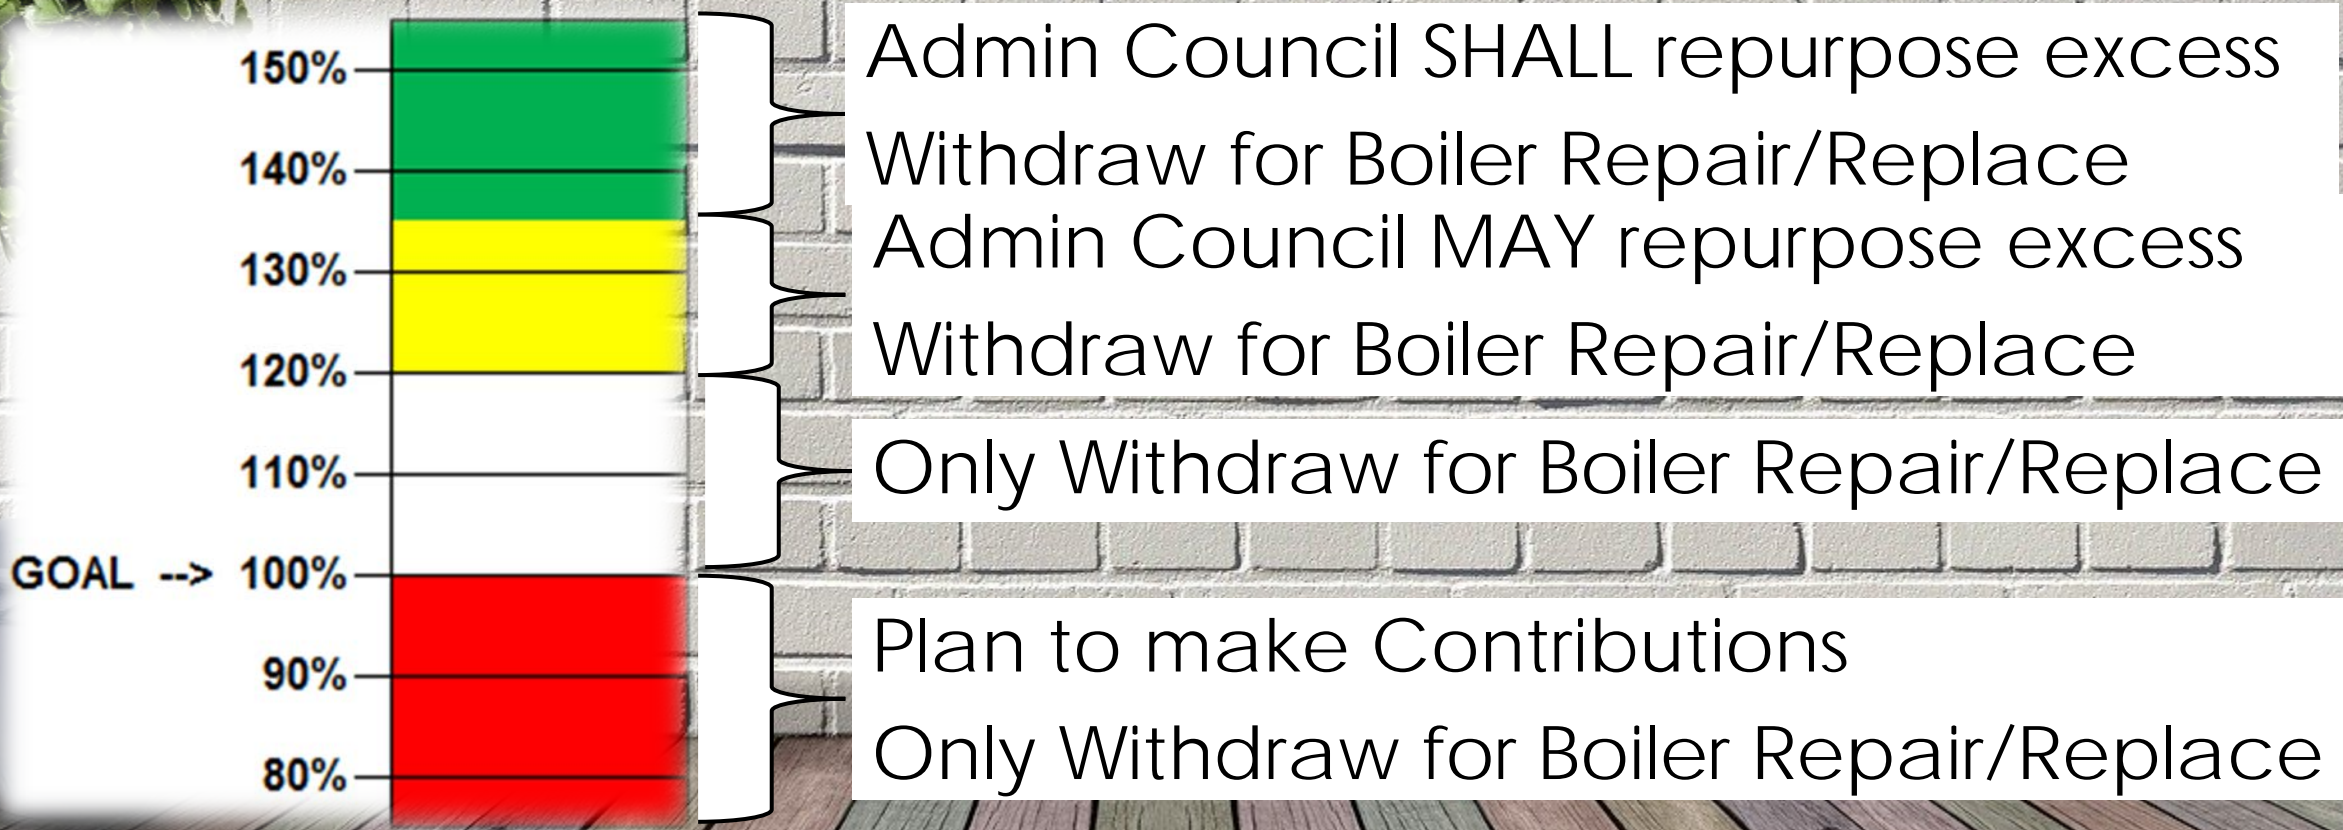 150%
140%
130%
120%
110%
GOAL --> 100%
90%
80%
Admin Council SHALL repurpose excess
Withdraw for Boiler Repair/Replace
Admin Council MAY repurpose excess
Withdraw for Boiler Repair/Replace
Only Withdraw for Boiler Repair/Replace
Plan to make Contributions
Only Withdraw for Boiler Repair/Replace